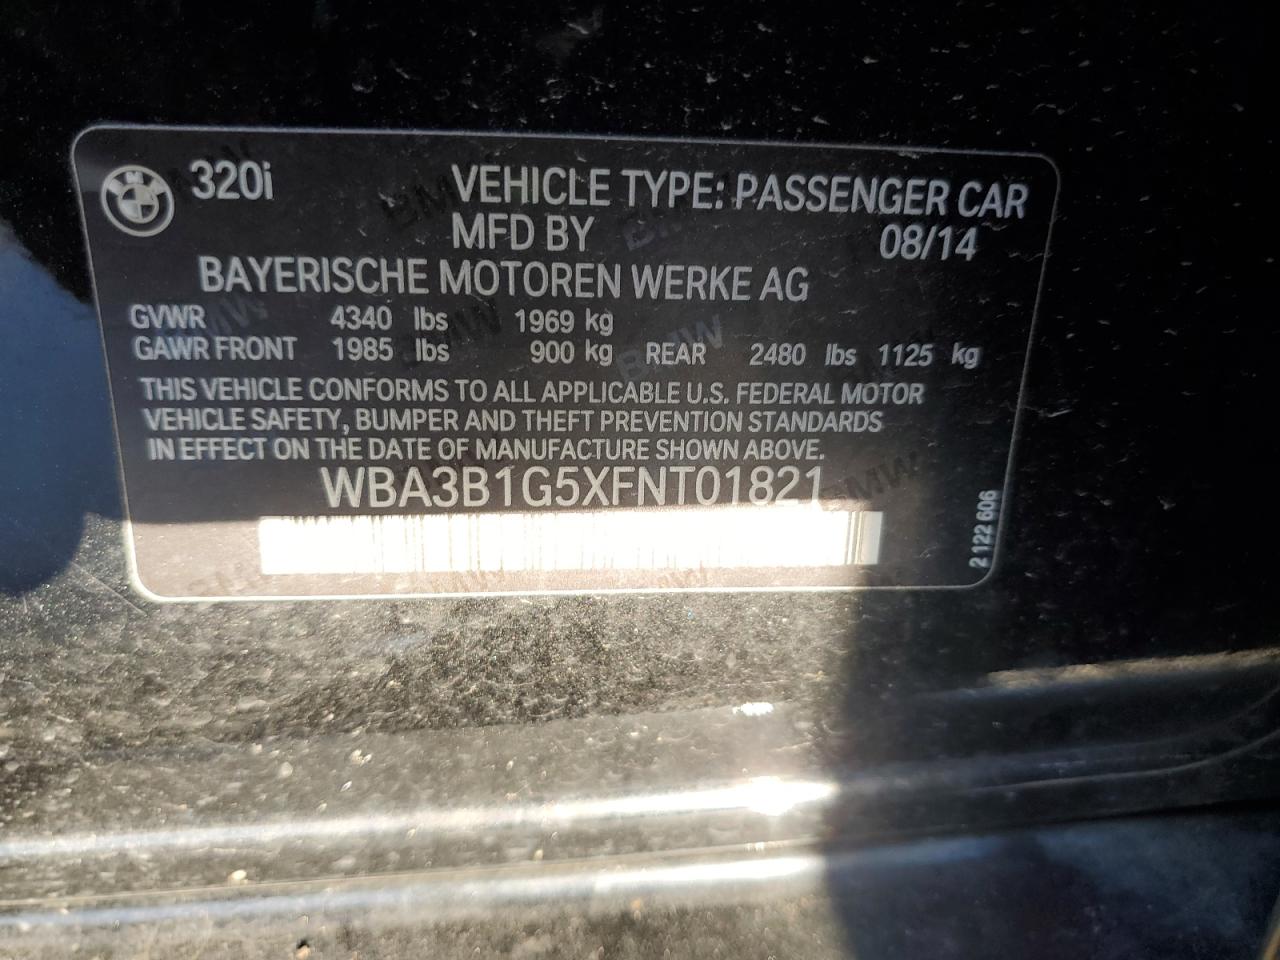 320i VEHICLE TYPE: PASSENGER CAR
MFD BY 08/14
BAYERISCHE MOTOREN WERKE AG
GVWR 4340 lbs 1969 kg
GAWR FRONT 1985 lbs 900 kg REAR 2480 lbs 1125 kg
THIS VEHICLE CONFORMS TO ALL APPLICABLE U.S. FEDERAL MOTOR
VEHICLE SAFETY, BUMPER AND THEFT PREVENTION STANDARDS
IN EFFECT ON THE DATE OF MANUFACTURE SHOWN ABOVE.
WBA3B1G5XFNT01821
2 122 606